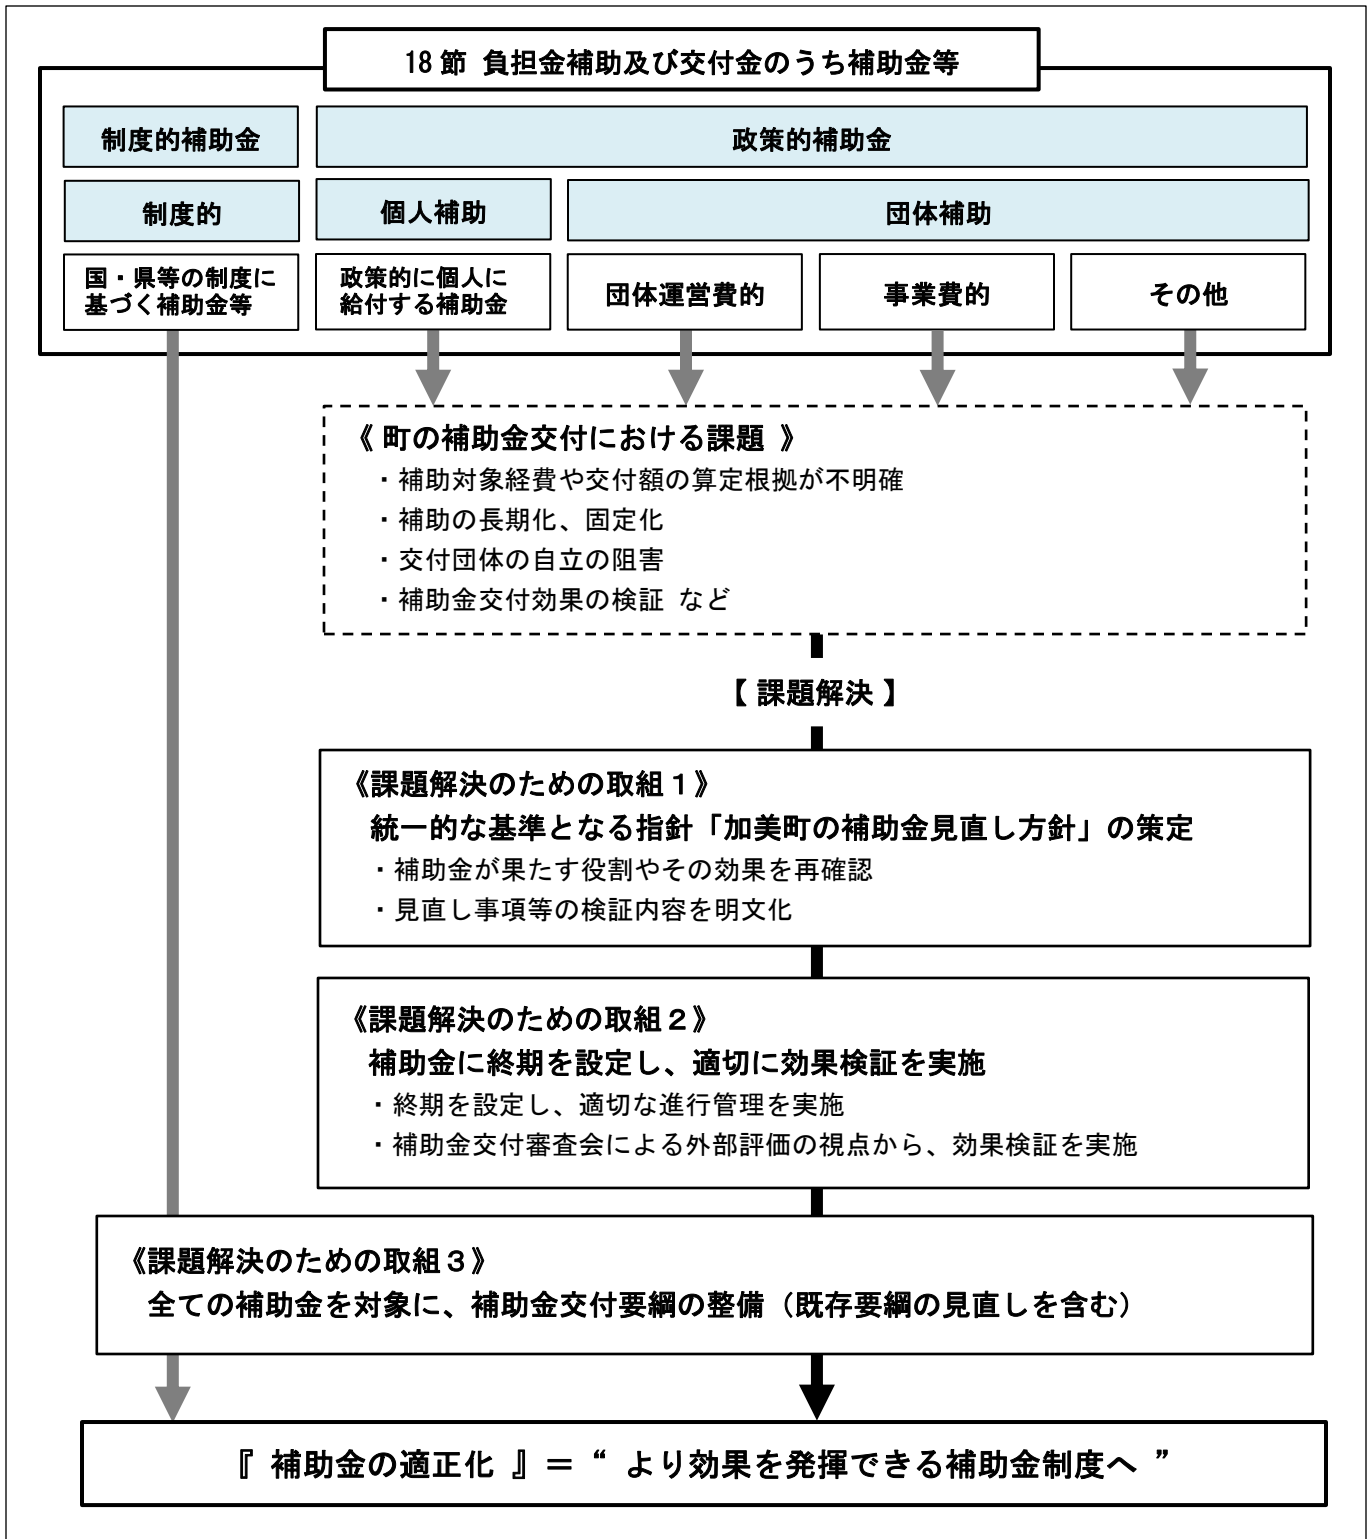 18節 負担金補助及び交付金のうち補助金等
制度的補助金
政策的補助金
制度的
個人補助
団体補助
国・県等の制度に
基づく補助金等
政策的に個人に
給付する補助金
団体運営費的
事業費的
その他
《 町の補助金交付における課題 》
・補助対象経費や交付額の算定根拠が不明確
・補助の長期化、固定化
・交付団体の自立の阻害
・補助金交付効果の検証 など
【 課題解決 】
《課題解決のための取組１》
統一的な基準となる指針「加美町の補助金見直し方針」の策定
・補助金が果たす役割やその効果を再確認
・見直し事項等の検証内容を明文化
《課題解決のための取組２》
補助金に終期を設定し、適切に効果検証を実施
・終期を設定し、適切な進行管理を実施
・補助金交付審査会による外部評価の視点から、効果検証を実施
《課題解決のための取組３》
全ての補助金を対象に、補助金交付要綱の整備（既存要綱の見直しを含む）
『 補助金の適正化 』＝“ より効果を発揮できる補助金制度へ ”